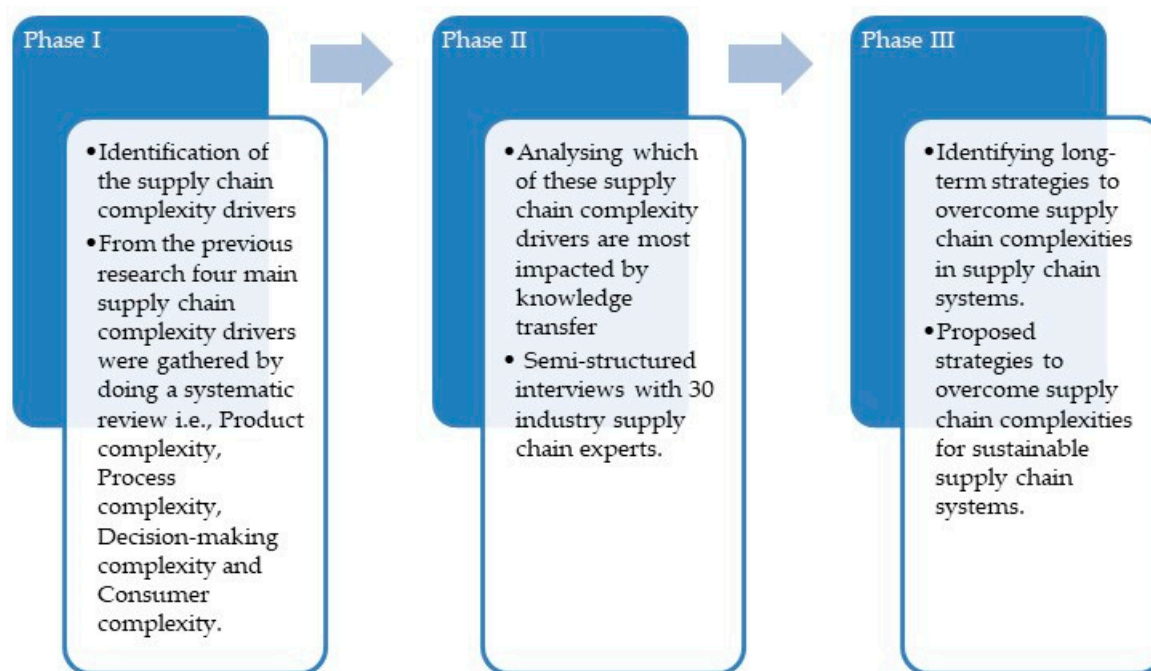 Phase I
•Identification of
the supply chain
complexity drivers
•From the previous
research four main
supply chain
complexity drivers
were gathered by
doing a systematic
review i.e., Product
complexity,
Process
complexity,
Decision-making
complexity and
Consumer
complexity.
Phase II
•Analysing which
of these supply
chain complexity
drivers are most
impacted by
knowledge
transfer
• Semi-structured
interviews with 30
industry supply
chain experts.
Phase III
•Identifying long-
term strategies to
overcome supply
chain complexities
in supply chain
systems.
•Proposed
strategies to
overcome supply
chain complexities
for sustainable
supply chain
systems.